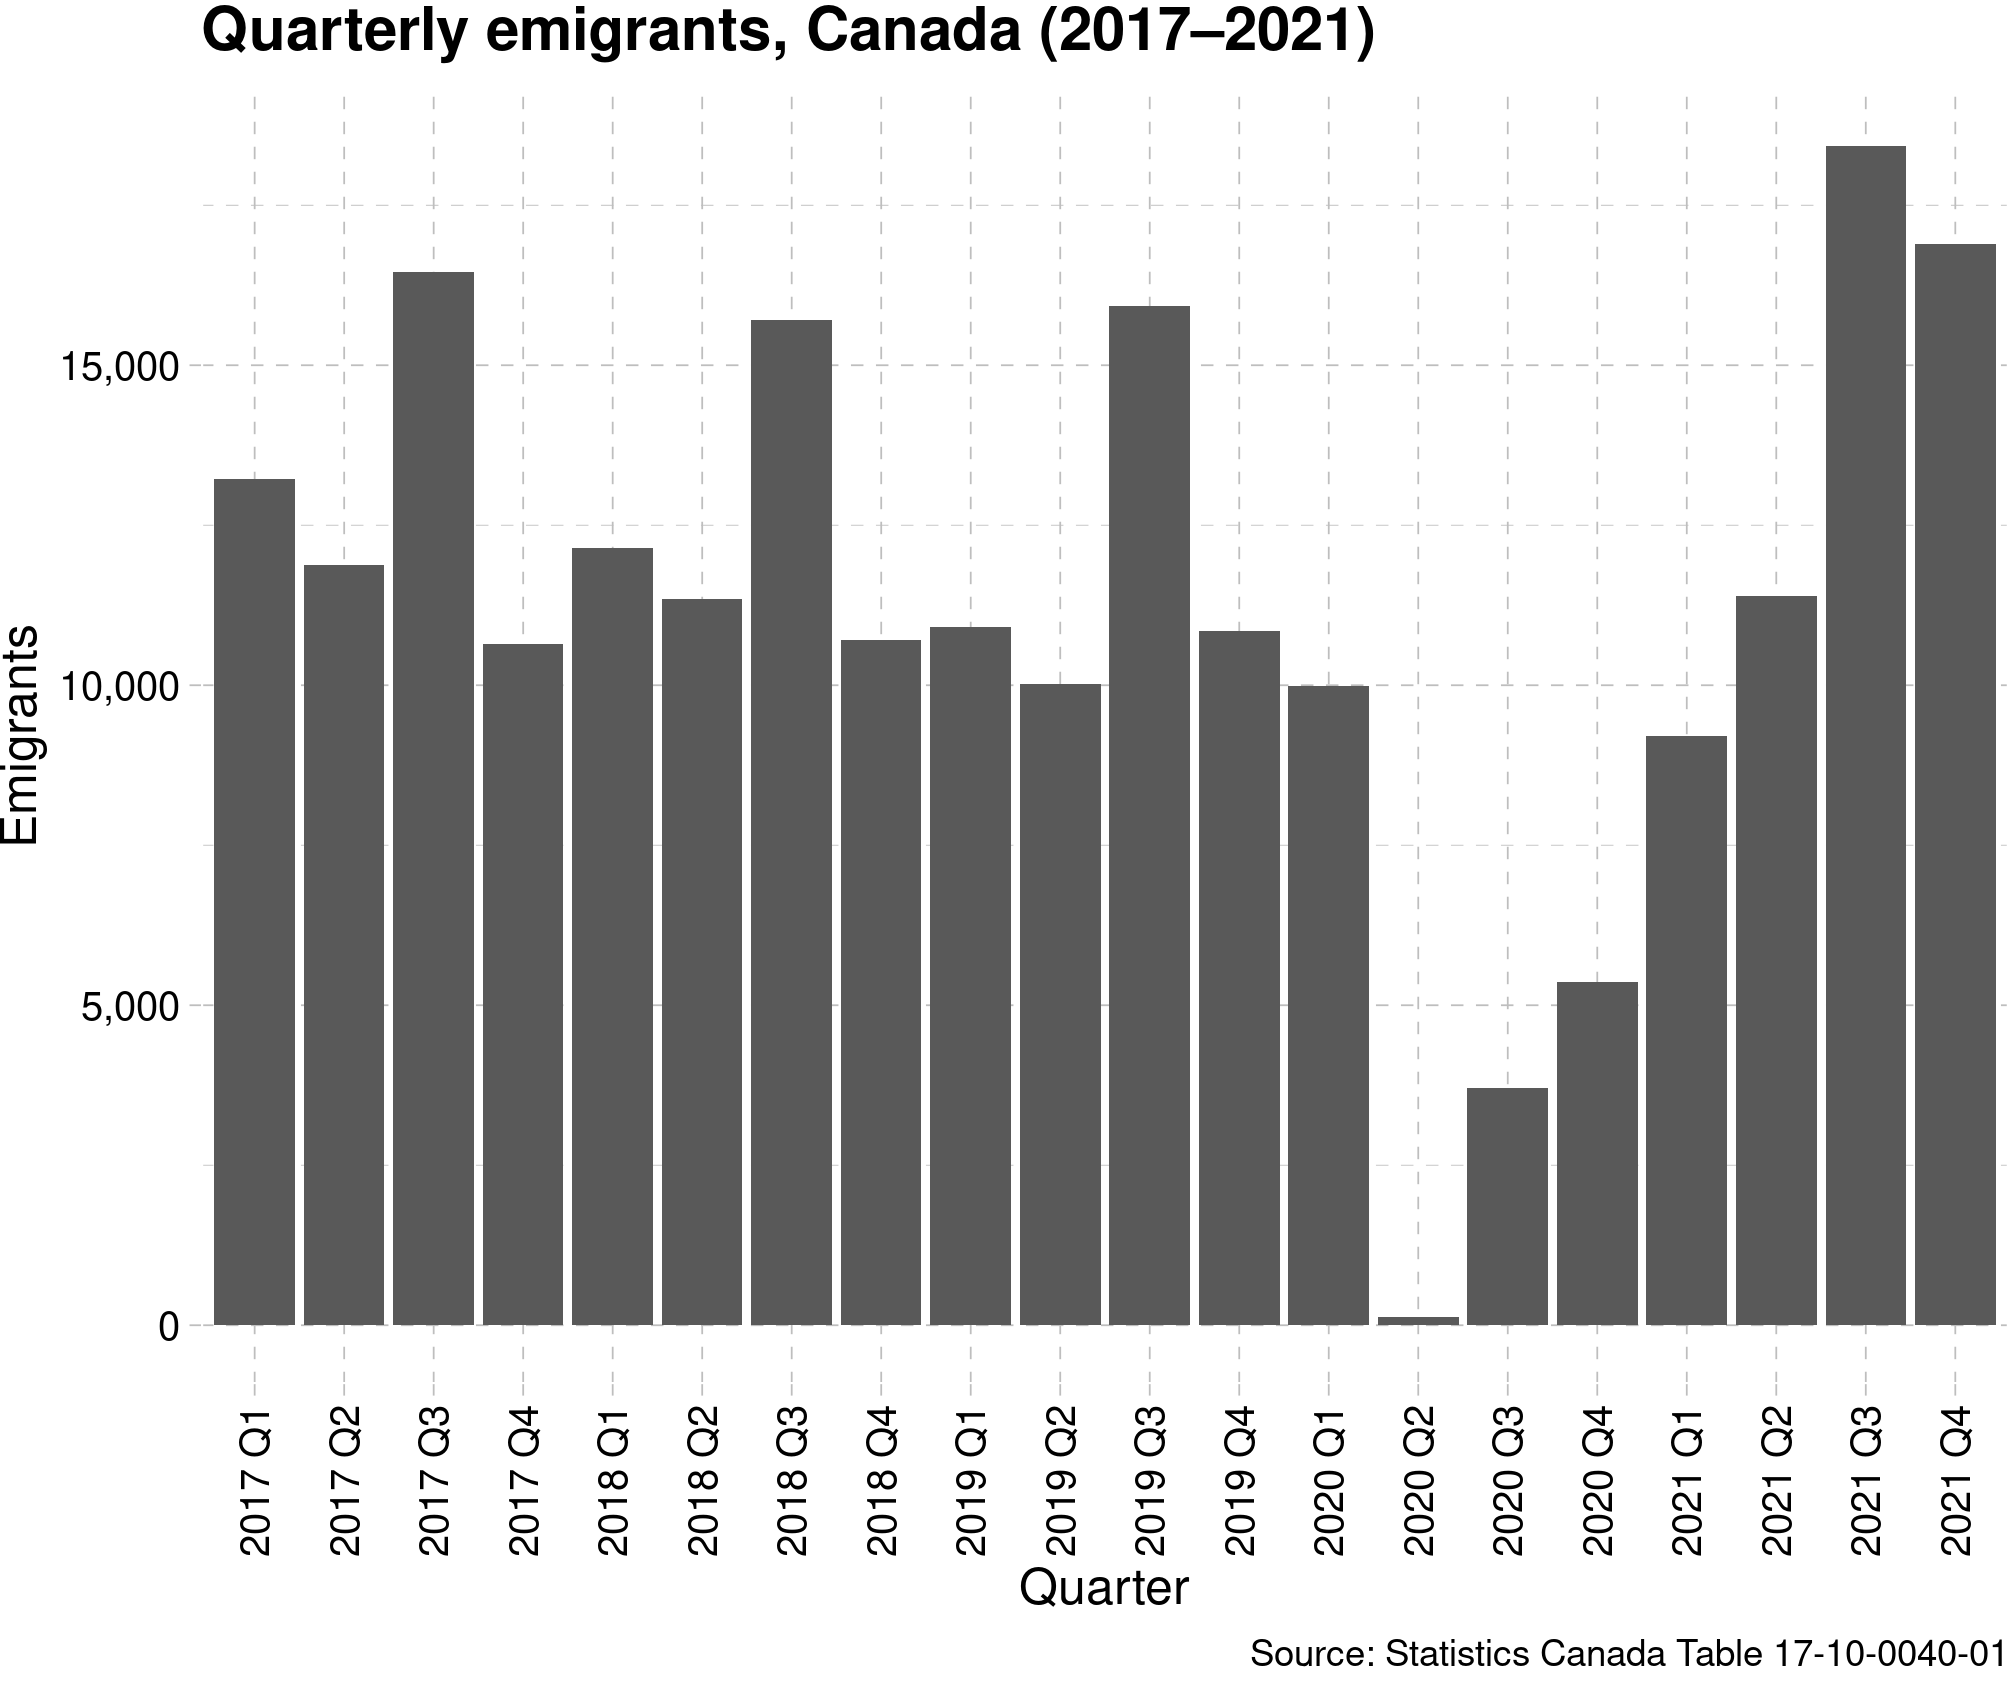 Quarterly emigrants, Canada (2017–2021)
Emigrants
15,000
10,000
5,000
0
2017 Q1
2017 Q2
2017 Q3
2017 Q4
2018 Q1
2018 Q2
2018 Q3
2018 Q4
2019 Q1
2019 Q2
2019 Q3
2019 Q4
2020 Q1
2020 Q2
2020 Q3
2020 Q4
2021 Q1
2021 Q2
2021 Q3
2021 Q4
Quarter
Source: Statistics Canada Table 17-10-0040-01